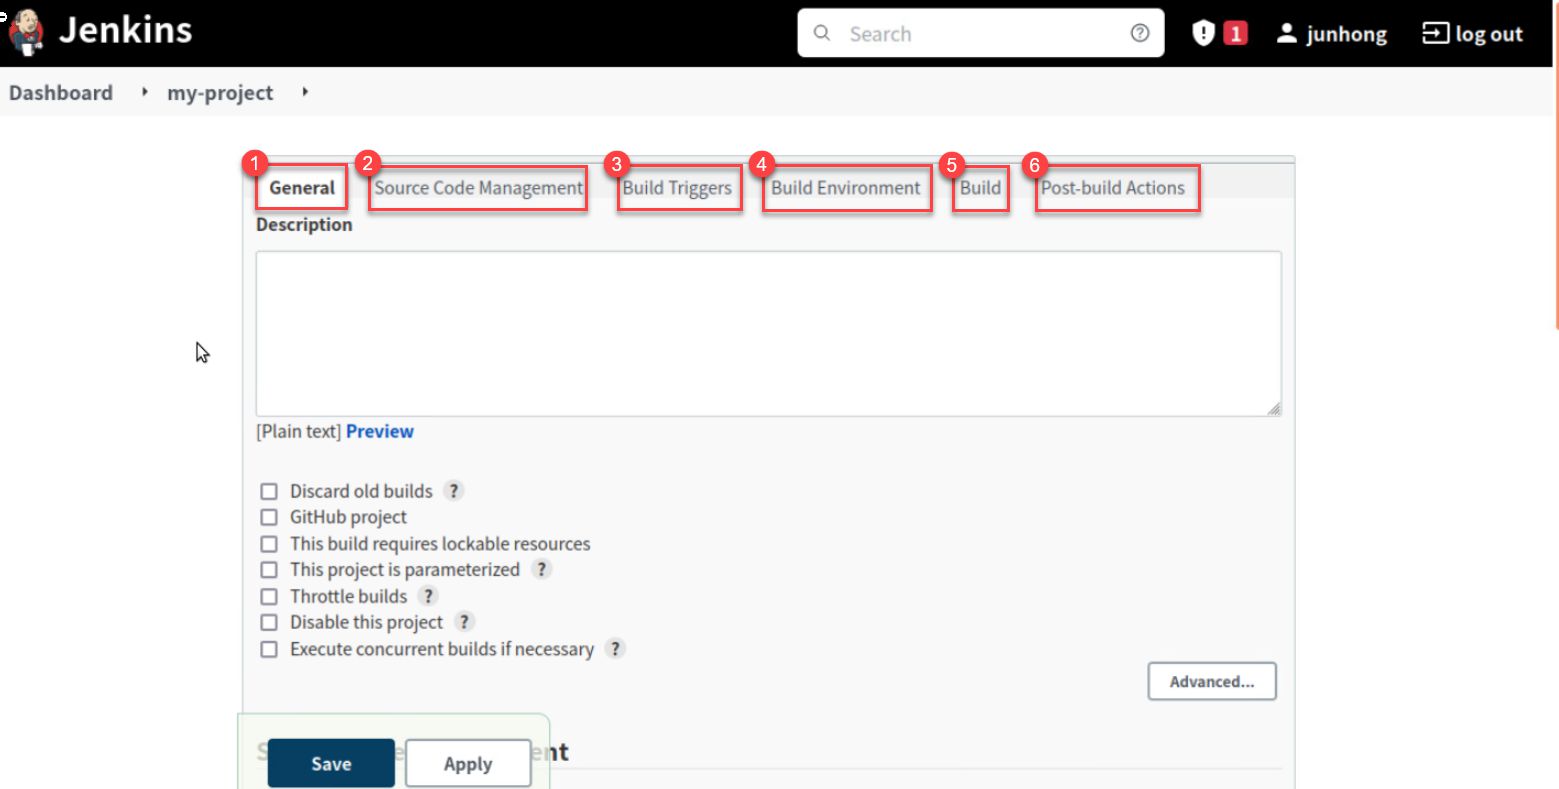 Jenkins
Search
1
junhong
log out
Dashboard
my-project
1 2 3 4 5 6
General Source Code Management Build Triggers Build Environment Build Post-build Actions
Description
[Plain text] Preview
Discard old builds ?
GitHub project
This build requires lockable resources
This project is parameterized ?
Throttle builds ?
Disable this project ?
Execute concurrent builds if necessary ?
Advanced...
Save Apply